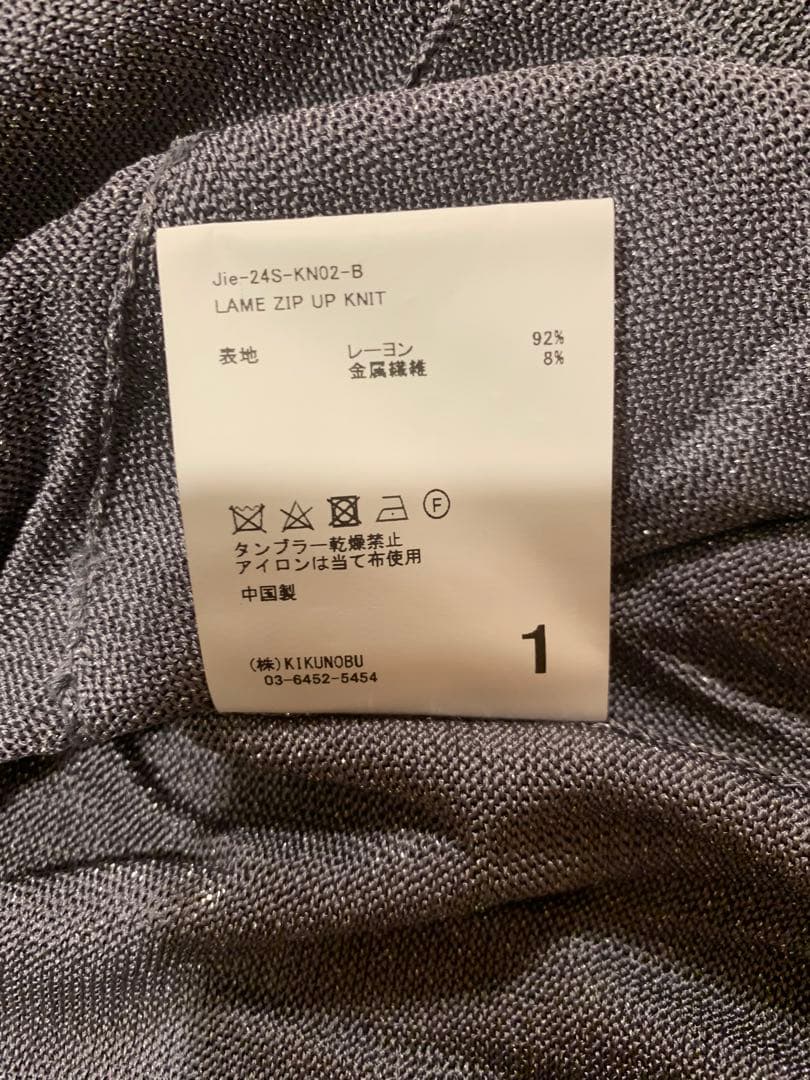 Jie-24S-KN02-B
LAME ZIP UP KNIT
表地 レーヨン 92%
金属繊維 8%
Ⓕ
タンブラー乾燥禁止
アイロンは当て布使用
中国製
1
(株)KIKUNOBU
03-6452-5454